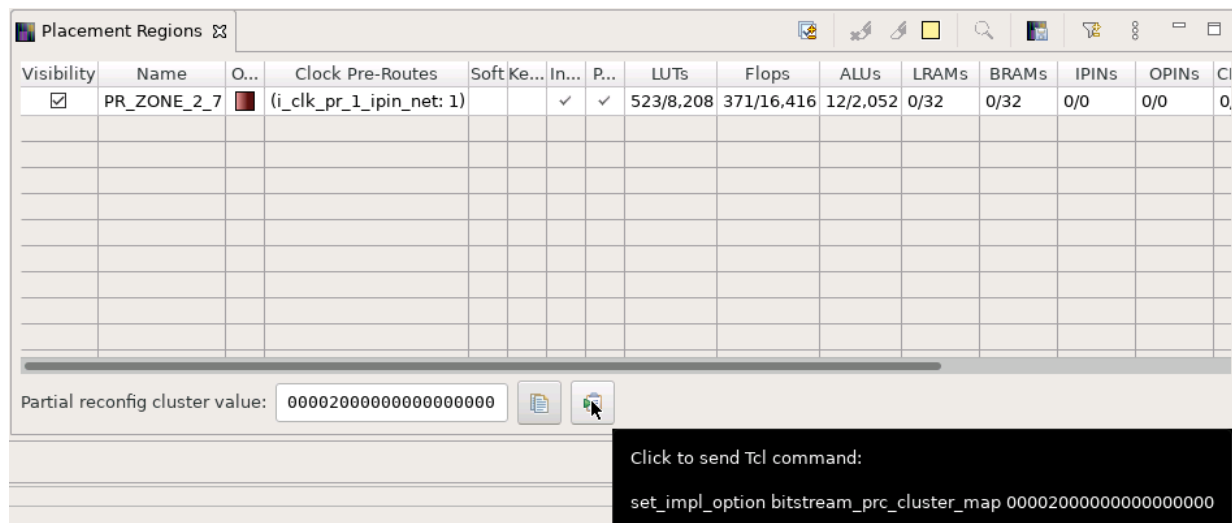 Placement Regions
Visibility Name O... Clock Pre-Routes Soft Ke... In... P... LUTs Flops ALUs LRAMs BRAMs IPINs OPINs Cl
PR_ZONE_2_7 (i_clk_pr_1_ipin_net: 1) 523/8,208 371/16,416 12/2,052 0/32 0/32 0/0 0/0 0/
Partial reconfig cluster value: 00002000000000000000
Click to send Tcl command:
set_impl_option bitstream_prc_cluster_map 00002000000000000000